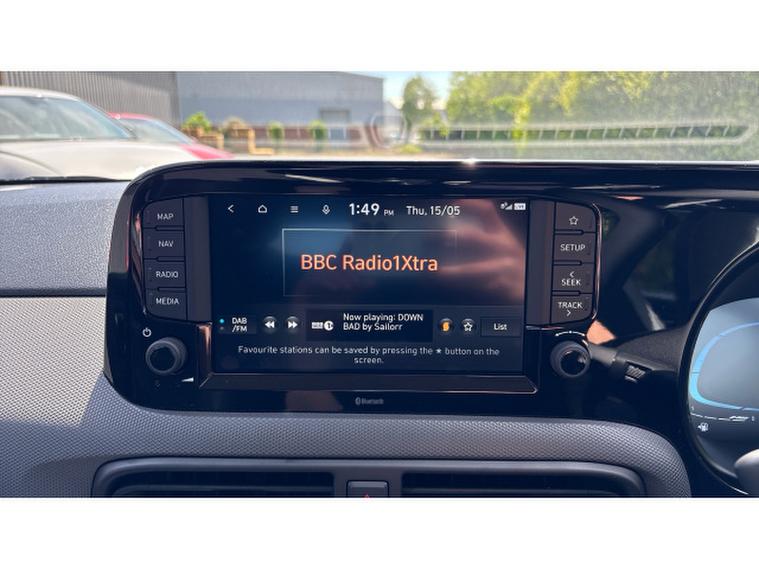 MAP
NAV
RADIO
MEDIA
1:49 PM Thu, 15/05
BBC Radio1Xtra
DAB
/FM
Now playing: DOWN
BAD by Sailorr
List
Favourite stations can be saved by pressing the ★ button on the
screen.
SETUP
< SEEK
TRACK >
Bluetooth